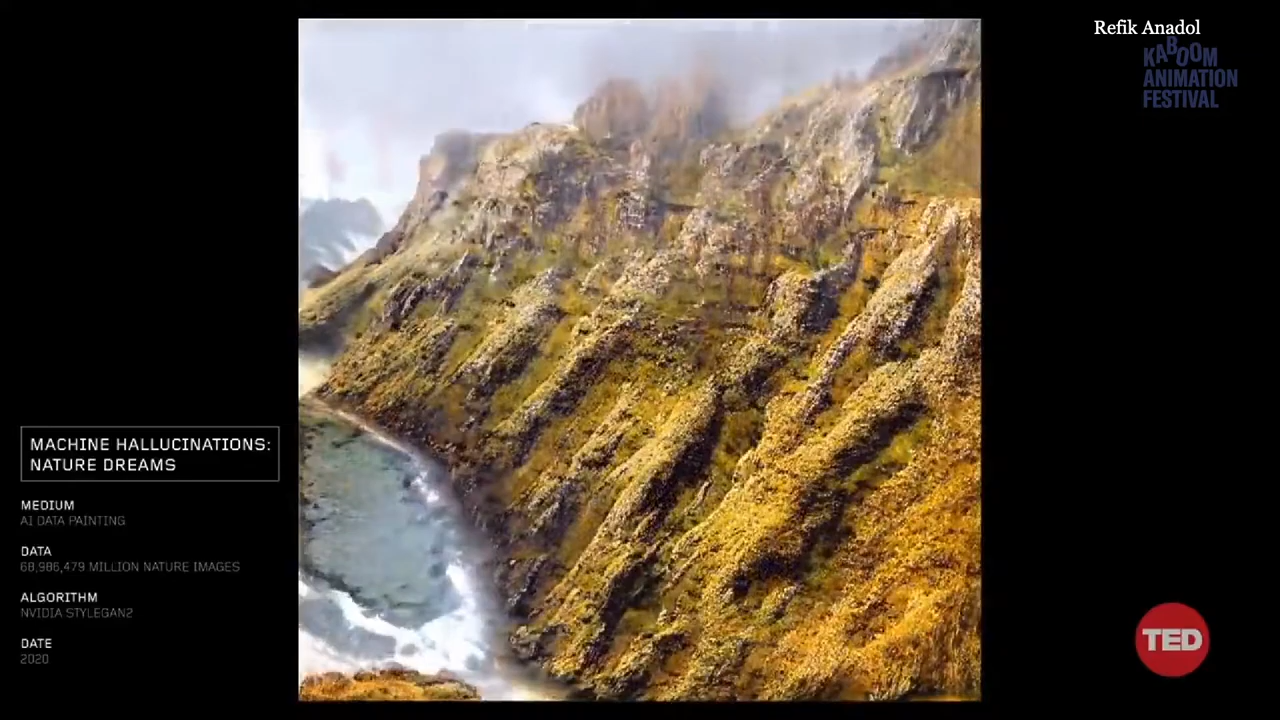 Refik Anadol
KABOOM
ANIMATION
FESTIVAL
MACHINE HALLUCINATIONS:
NATURE DREAMS
MEDIUM
AI DATA PAINTING
DATA
68,986,479 MILLION NATURE IMAGES
ALGORITHM
NVIDIA STYLEGAN2
DATE
2020
TED